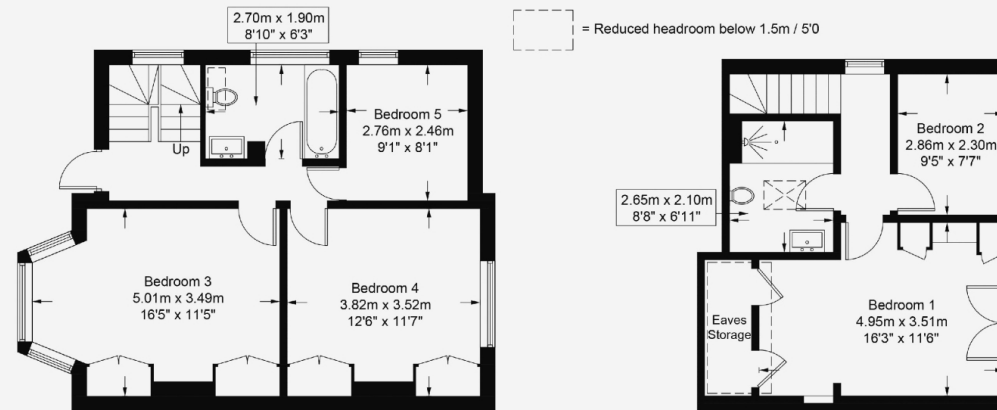 2.70m x 1.90m
8'10" x 6'3"
= Reduced headroom below 1.5m / 5'0
Bedroom 5
2.76m x 2.46m
9'1" x 8'1"
Up
Bedroom 3
5.01m x 3.49m
16'5" x 11'5"
Bedroom 4
3.82m x 3.52m
12'6" x 11'7"
Bedroom 2
2.86m x 2.30m
9'5" x 7'7"
2.65m x 2.10m
8'8" x 6'11"
Eaves
Storage
Bedroom 1
4.95m x 3.51m
16'3" x 11'6"